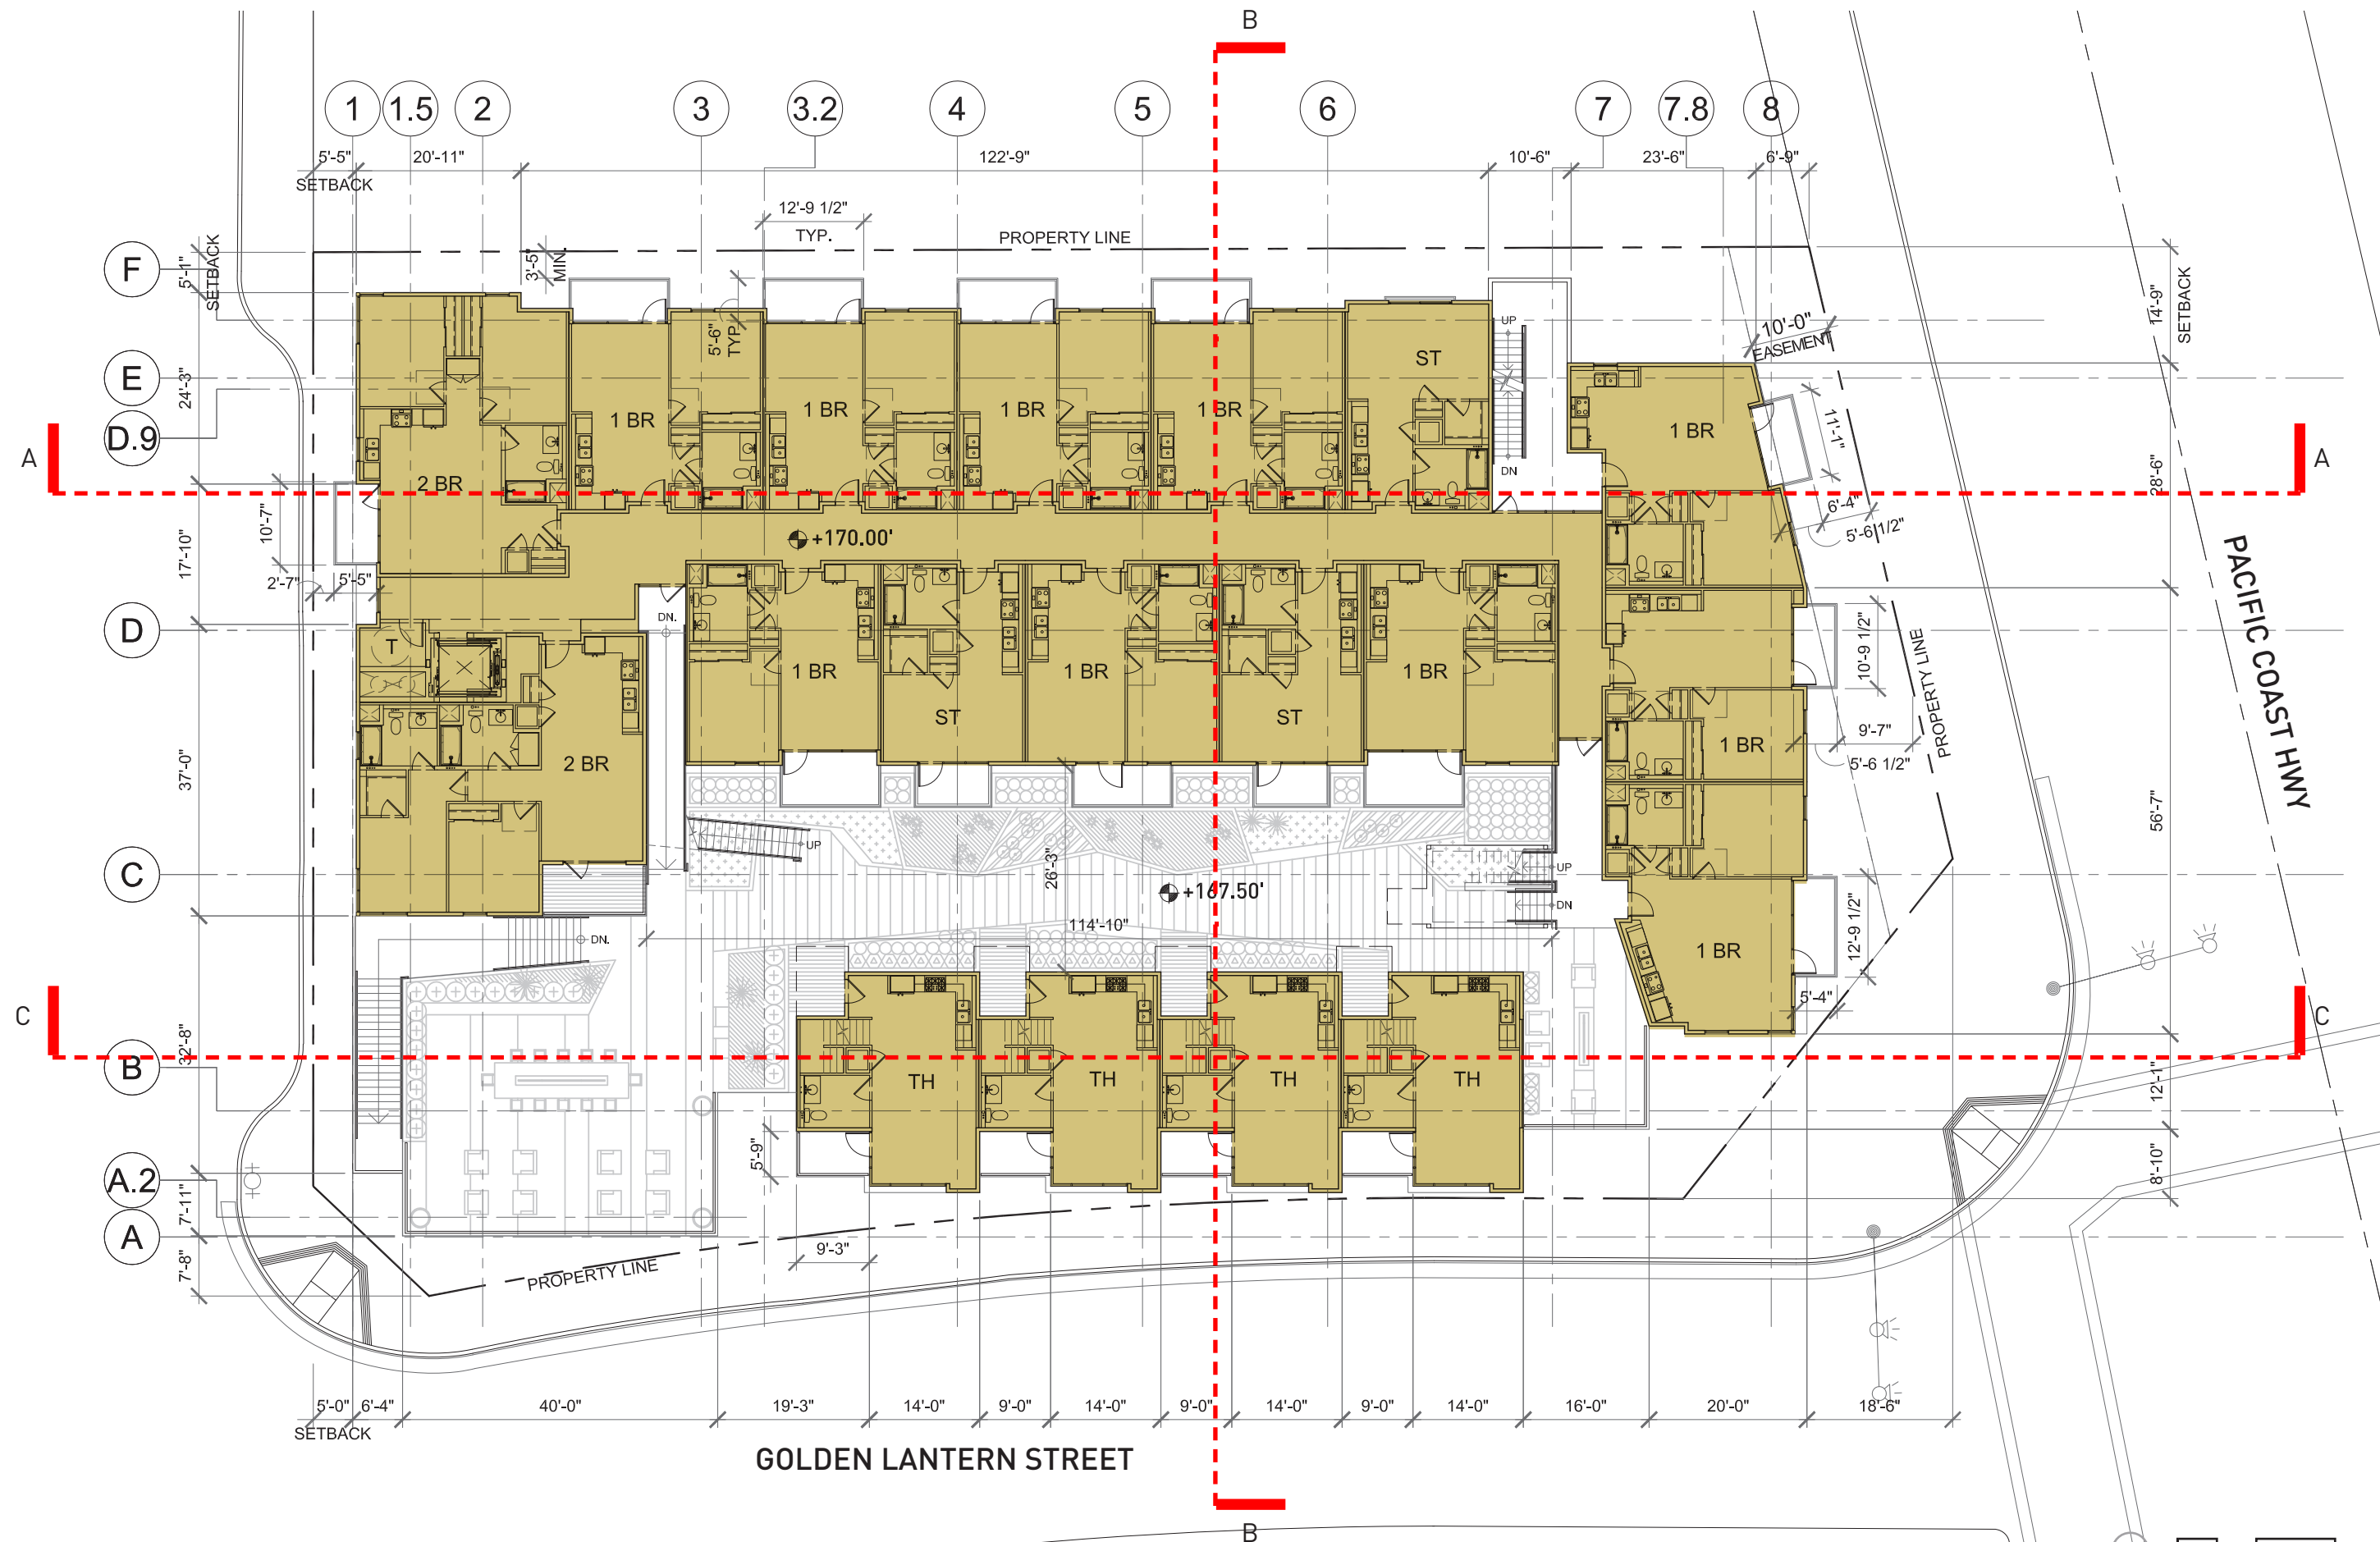 B
1
1.5
2
3
3.2
4
5
6
7
7.8
8
5'-5"
20'-11"
122'-9"
10'-6"
23'-6"
6'-9"
SETBACK
12'-9 1/2"
TYP.
PROPERTY LINE
F
5'-1"
SETBACK
3'-5"
MIN.
14'-9"
SETBACK
UP
10'-0"
EASEMENT
5'-6"
TYP.
E
24'-3"
ST
D.9
1 BR
1 BR
1 BR
1 BR
1 BR
11'-1"
A
A
2 BR
DN
28'-6"
6'-4"
5'-6 1/2"
10'-7"
+170.00'
17'-10"
2'-7"
5'-5"
PACIFIC COAST HWY
DN.
D
T
1 BR
1 BR
1 BR
10'-9 1/2"
PROPERTY LINE
ST
ST
1 BR
9'-7"
2 BR
5'-6 1/2"
37'-0"
56'-7"
UP
C
26'-3"
UP
+167.50'
DN
12'-9 1/2"
114'-10"
DN.
1 BR
5'-4"
C
C
32'-8"
B
TH
TH
TH
TH
12'-1"
5'-9"
A.2
8'-10"
7'-11"
A
9'-3"
7'-8"
PROPERTY LINE
5'-0"
6'-4"
40'-0"
19'-3"
14'-0"
9'-0"
14'-0"
9'-0"
14'-0"
9'-0"
14'-0"
16'-0"
20'-0"
18'-6"
SETBACK
GOLDEN LANTERN STREET
B